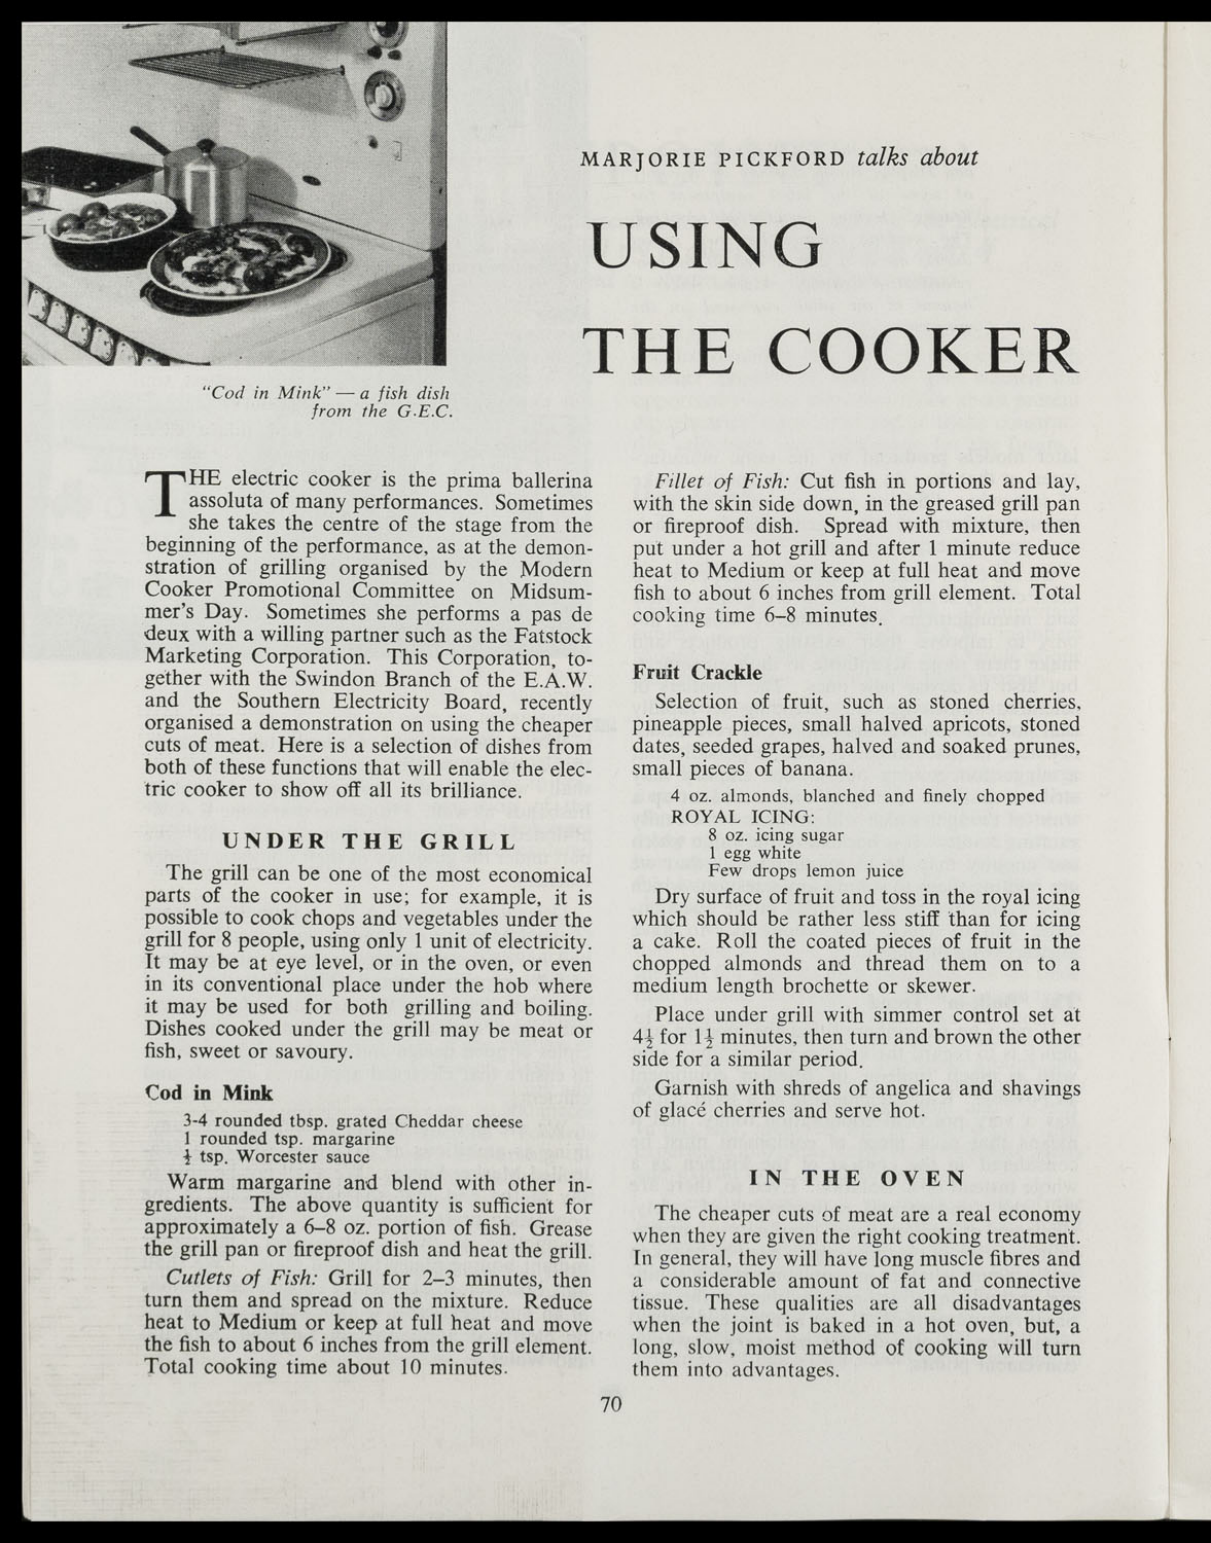 MARJORIE PICKFORD talks about
USING
THE COOKER
"Cod in Mink" — a fish dish
from the G.E.C.
THE electric cooker is the prima ballerina
assoluta of many performances. Sometimes
she takes the centre of the stage from the
beginning of the performance, as at the demon-
stration of grilling organised by the Modern
Cooker Promotional Committee on Midsum-
mer's Day. Sometimes she performs a pas de
deux with a willing partner such as the Fatstock
Marketing Corporation. This Corporation, to-
gether with the Swindon Branch of the E.A.W.
and the Southern Electricity Board, recently
organised a demonstration on using the cheaper
cuts of meat. Here is a selection of dishes from
both of these functions that will enable the elec-
tric cooker to show off all its brilliance.
UNDER THE GRILL
The grill can be one of the most economical
parts of the cooker in use; for example, it is
possible to cook chops and vegetables under the
grill for 8 people, using only 1 unit of electricity.
It may be at eye level, or in the oven, or even
in its conventional place under the hob where
it may be used for both grilling and boiling.
Dishes cooked under the grill may be meat or
fish, sweet or savoury.
Cod in Mink
3-4 rounded tbsp. grated Cheddar cheese
1 rounded tsp. margarine
½ tsp. Worcester sauce
Warm margarine and blend with other in-
gredients. The above quantity is sufficient for
approximately a 6–8 oz. portion of fish. Grease
the grill pan or fireproof dish and heat the grill.
Cutlets of Fish: Grill for 2–3 minutes, then
turn them and spread on the mixture. Reduce
heat to Medium or keep at full heat and move
the fish to about 6 inches from the grill element.
Total cooking time about 10 minutes.
Fillet of Fish: Cut fish in portions and lay,
with the skin side down, in the greased grill pan
or fireproof dish. Spread with mixture, then
put under a hot grill and after 1 minute reduce
heat to Medium or keep at full heat and move
fish to about 6 inches from grill element. Total
cooking time 6–8 minutes.
Fruit Crackle
Selection of fruit, such as stoned cherries,
pineapple pieces, small halved apricots, stoned
dates, seeded grapes, halved and soaked prunes,
small pieces of banana.
4 oz. almonds, blanched and finely chopped
ROYAL ICING:
8 oz. icing sugar
1 egg white
Few drops lemon juice
Dry surface of fruit and toss in the royal icing
which should be rather less stiff than for icing
a cake. Roll the coated pieces of fruit in the
chopped almonds and thread them on to a
medium length brochette or skewer.
Place under grill with simmer control set at
4½ for 1½ minutes, then turn and brown the other
side for a similar period.
Garnish with shreds of angelica and shavings
of glacé cherries and serve hot.
IN THE OVEN
The cheaper cuts of meat are a real economy
when they are given the right cooking treatment.
In general, they will have long muscle fibres and
a considerable amount of fat and connective
tissue. These qualities are all disadvantages
when the joint is baked in a hot oven, but, a
long, slow, moist method of cooking will turn
them into advantages.
70